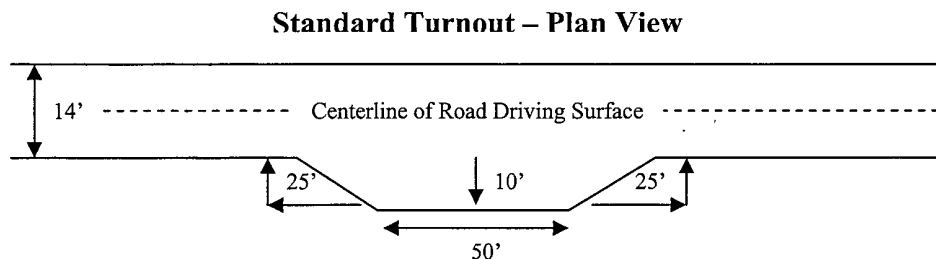 Standard Turnout – Plan View
14'
Centerline of Road Driving Surface
25'
10'
25'
50'